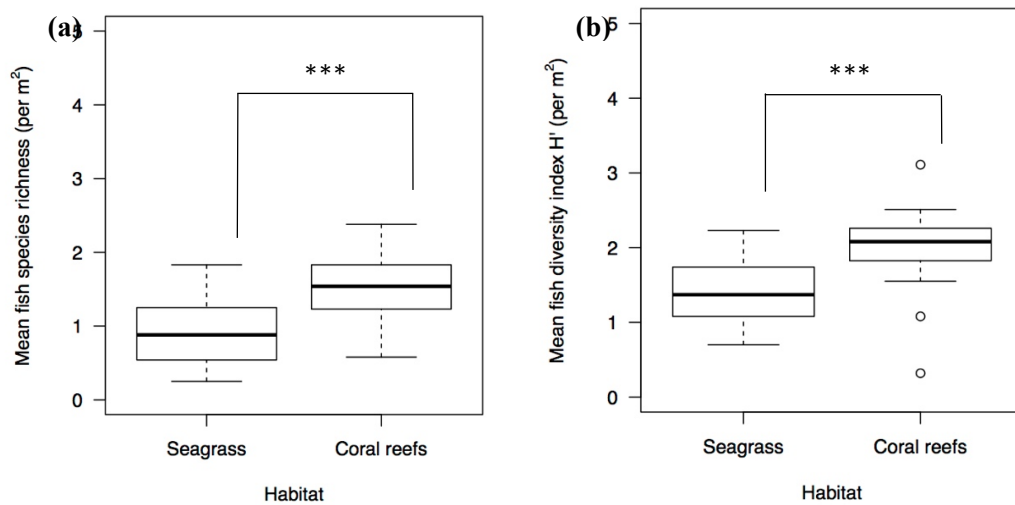 (a)
Mean fish species richness (per m²)
5
4
3
2
1
0
***
Seagrass Coral reefs
Habitat
(b)
Mean fish diversity index H' (per m²)
5
4
3
2
1
0
***
Seagrass Coral reefs
Habitat